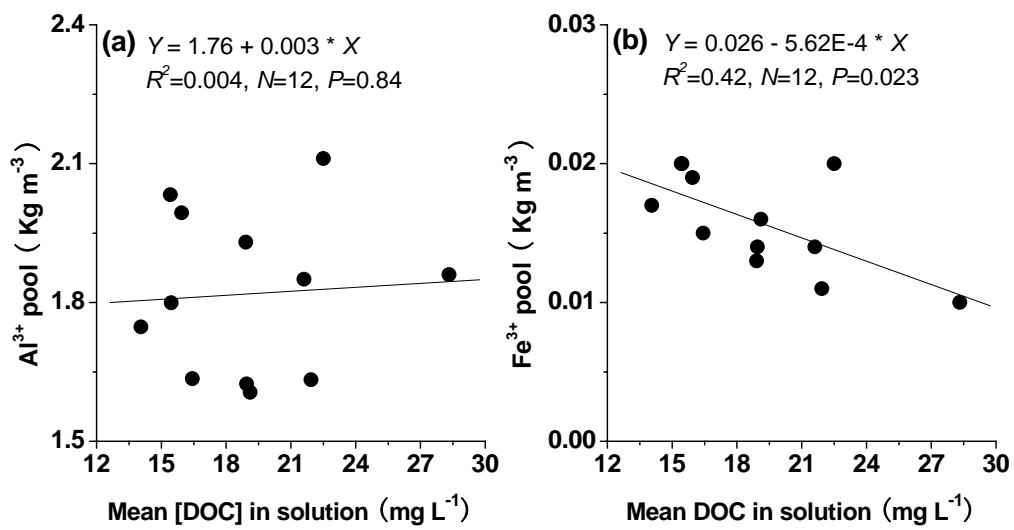 (a) Y = 1.76 + 0.003 * X
R²=0.004, N=12, P=0.84
Al³⁺ pool ( Kg m⁻³)
2.4
2.1
1.8
1.5
12 15 18 21 24 27 30
Mean [DOC] in solution (mg L⁻¹)
(b) Y = 0.026 - 5.62E-4 * X
R²=0.42, N=12, P=0.023
Fe³⁺ pool ( Kg m⁻³)
0.03
0.02
0.01
0.00
12 15 18 21 24 27 30
Mean DOC in solution (mg L⁻¹)